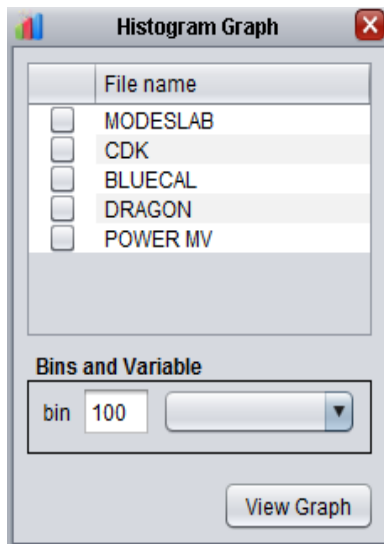 Histogram Graph
File name
MODESLAB
CDK
BLUECAL
DRAGON
POWER MV
Bins and Variable
bin 100
View Graph